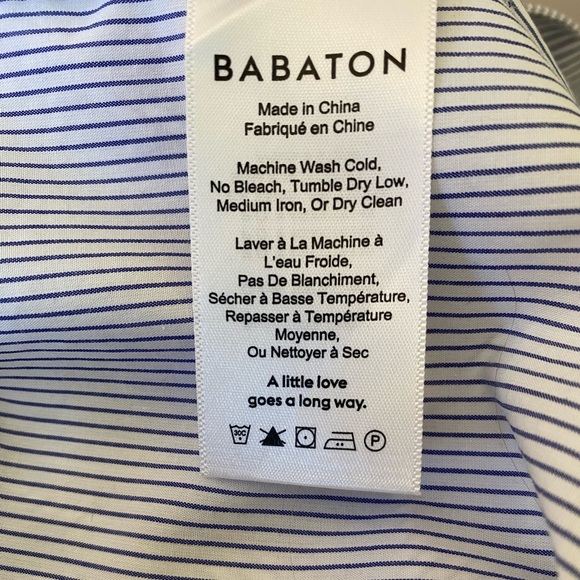 BABATON
Made in China
Fabriqué en Chine
Machine Wash Cold,
No Bleach, Tumble Dry Low,
Medium Iron, Or Dry Clean
Laver à La Machine à
L'eau Froide,
Pas De Blanchiment,
Sécher à Basse Température,
Repasser à Température
Moyenne,
Ou Nettoyer à Sec
A little love
goes a long way.
30C P